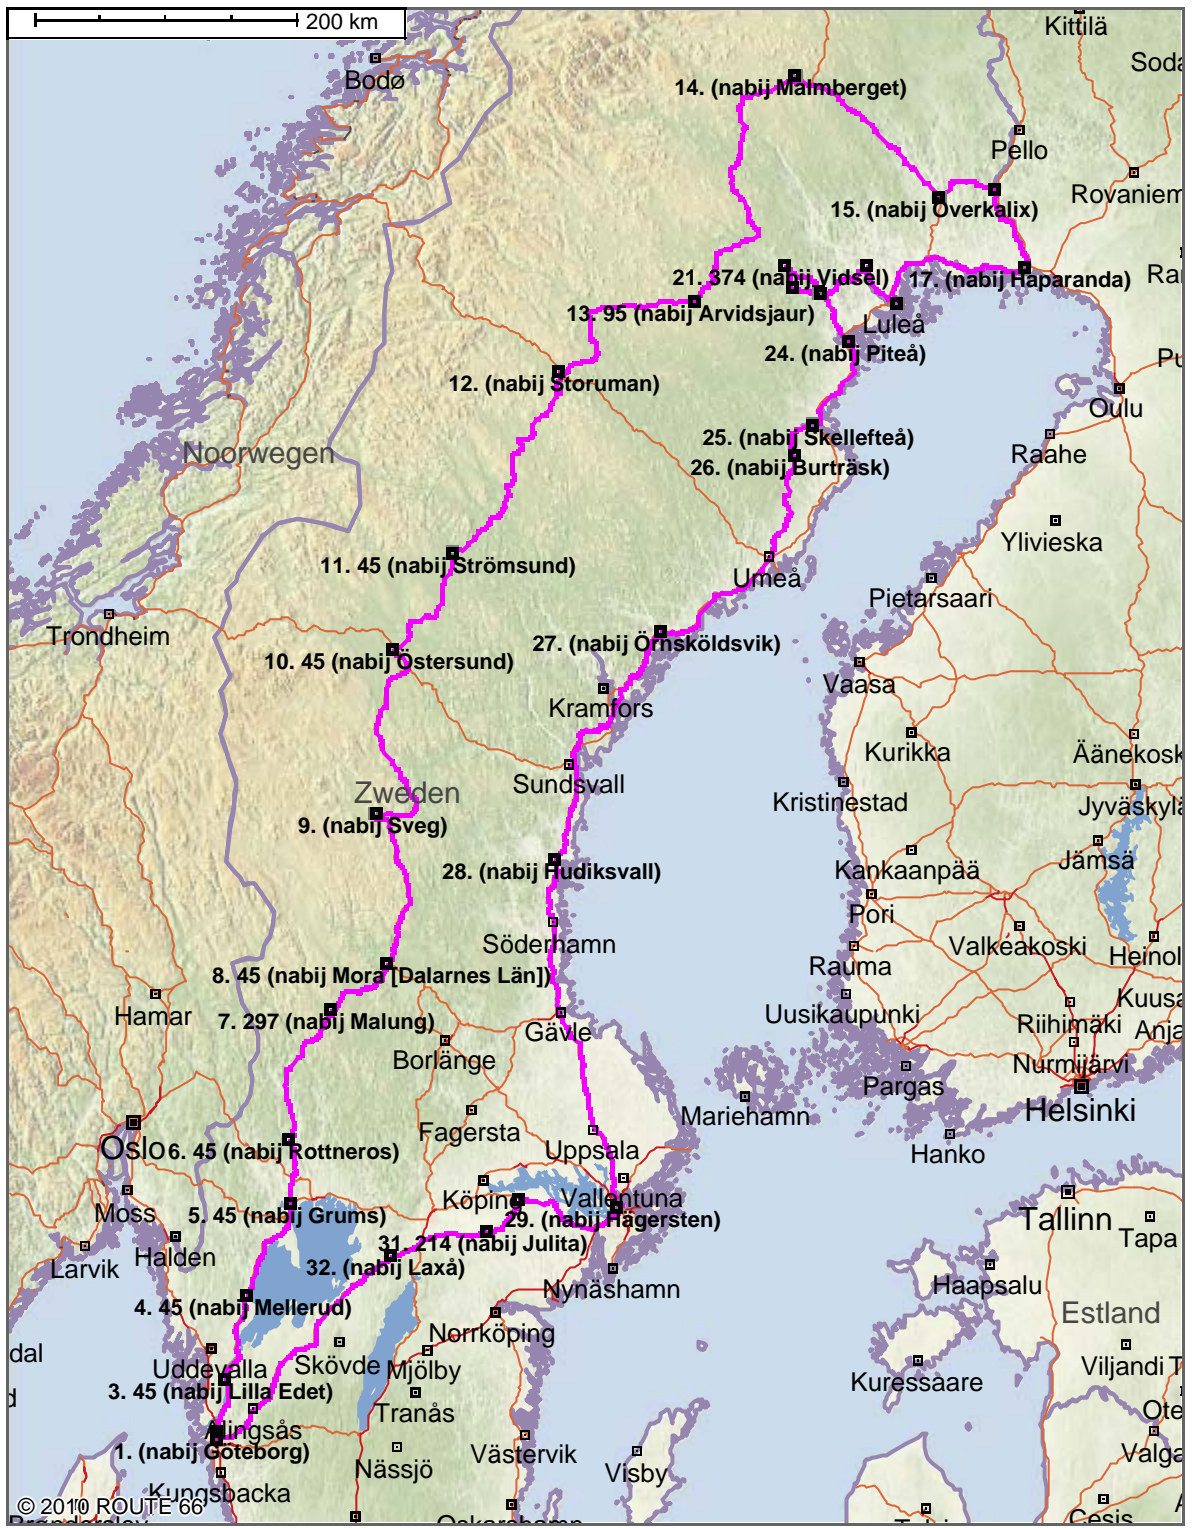 200 km
Kittilä
Bodø
14. (nabij Malmberget)
Pello
15. (nabij Överkalix)
21. 374 (nabij Vidsel)
17. (nabij Haparanda)
13. 95 (nabij Arvidsjaur)
Luleå
24. (nabij Piteå)
12. (nabij Storuman)
Oulu
Noorwegen
25. (nabij Skellefteå)
26. (nabij Burträsk)
Raahe
Ylivieska
11. 45 (nabij Strömsund)
Umeå
Pietarsaari
Trondheim
10. 45 (nabij Östersund)
27. (nabij Örnsköldsvik)
Vaasa
Kramfors
Kurikka
Äänekosk
Sundsvall
Zweden
Kristinestad
Jyväskylä
9. (nabij Sveg)
28. (nabij Hudiksvall)
Kankaanpää
Jämsä
Pori
Söderhamn
Valkeakoski
Heinol
8. 45 (nabij Mora [Dalarnes Län])
Rauma
Hamar
7. 297 (nabij Malung)
Gävle
Uusikaupunki
Riihimäki
Kuusa
Anja
Borlänge
Nurmijärvi
Pargas
Mariehamn
Helsinki
Fagersta
Oslo
6. 45 (nabij Rottneros)
Uppsala
Hanko
Moss
5. 45 (nabij Grums)
Köping
Vallentuna
29. (nabij Hägersten)
Tallinn
Tapa
Halden
Larvik
31. 214 (nabij Julita)
32. (nabij Laxå)
Nynäshamn
Haapsalu
4. 45 (nabij Mellerud)
Norrköping
Estland
dal
Uddevalla
Skövde
Mjölby
Viljandi
Kuressaare
3. 45 (nabij Lilla Edet)
Tranås
Alingsås
1. (nabij Göteborg)
Nässjö
Västervik
Visby
Valga
Kungsbacka
© 2010 ROUTE 66
Rovaniem
Soda